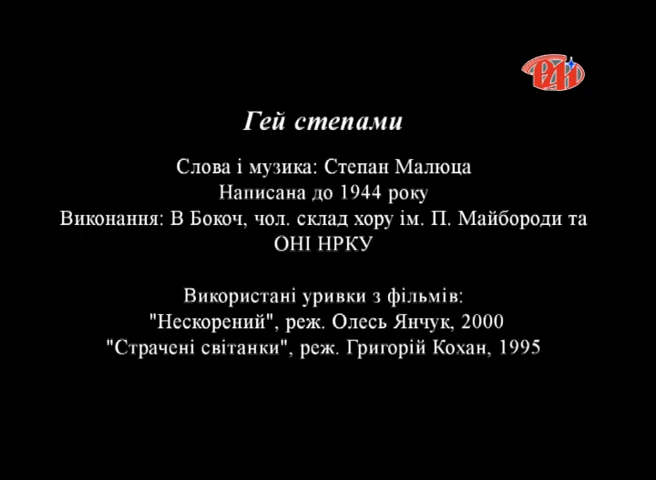 Гей степами
Слова і музика: Степан Малюца
Написана до 1944 року
Виконання: В Бокоч, чол. склад хору ім. П. Майбороди та
ОНІ НРКУ
Використані уривки з фільмів:
"Нескорений", реж. Олесь Янчук, 2000
"Страчені світанки", реж. Григорій Кохан, 1995